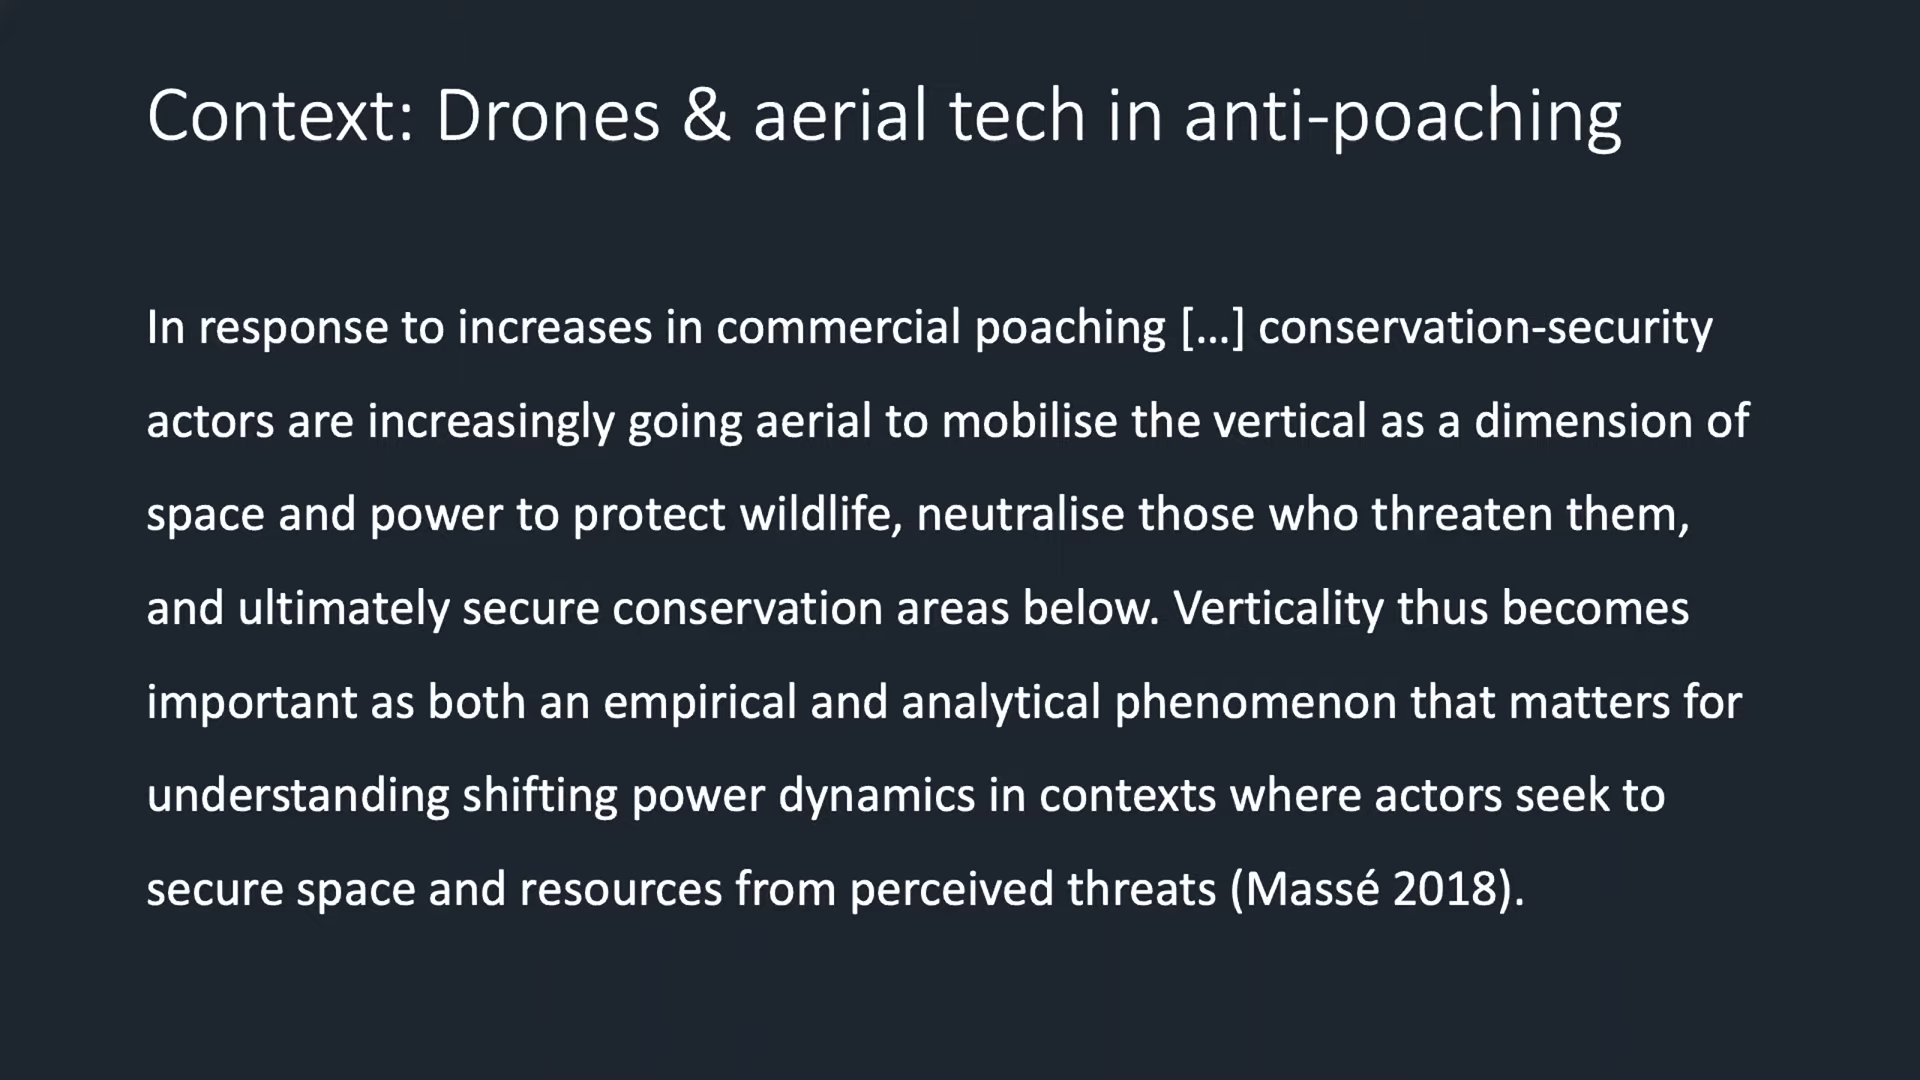 Context: Drones & aerial tech in anti-poaching
In response to increases in commercial poaching […] conservation-security
actors are increasingly going aerial to mobilise the vertical as a dimension of
space and power to protect wildlife, neutralise those who threaten them,
and ultimately secure conservation areas below. Verticality thus becomes
important as both an empirical and analytical phenomenon that matters for
understanding shifting power dynamics in contexts where actors seek to
secure space and resources from perceived threats (Massé 2018).